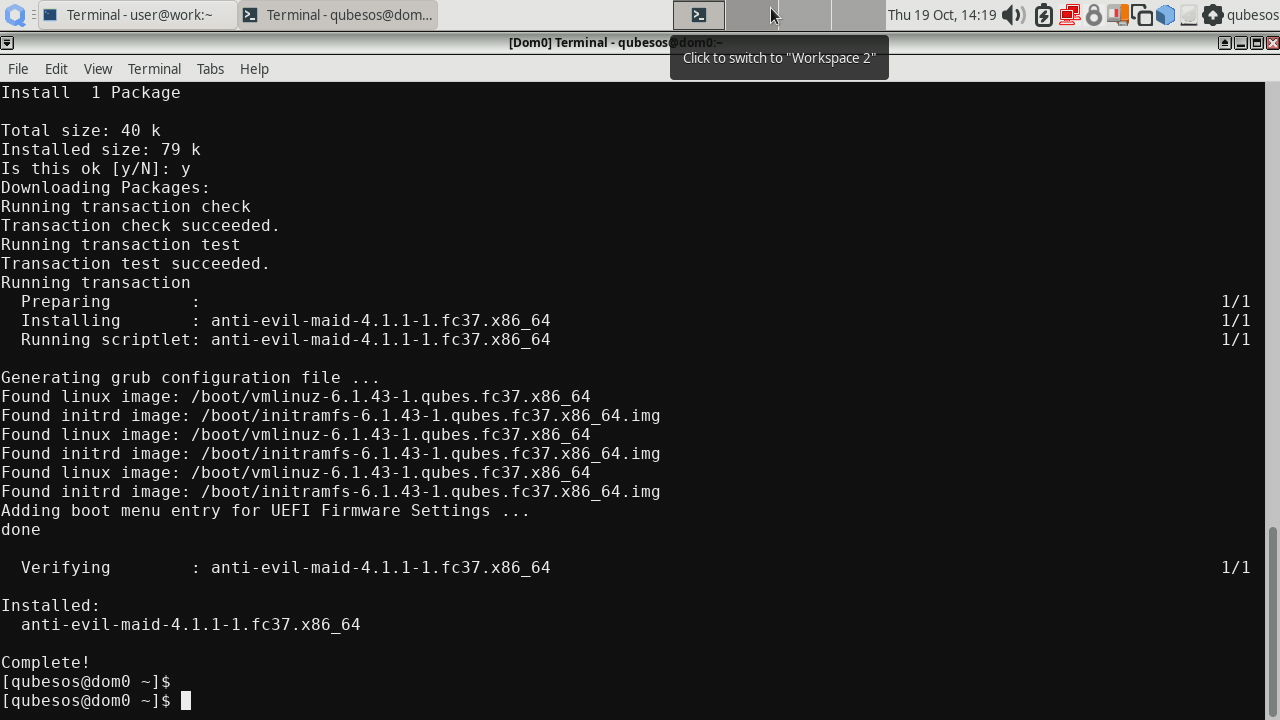 Terminal - user@work:~
Terminal - qubesos@dom...
Thu 19 Oct, 14:19
qubesos
[Dom0] Terminal - qubesos@dom0:~
Click to switch to "Workspace 2"
File Edit View Terminal Tabs Help
Install  1 Package
Total size: 40 k
Installed size: 79 k
Is this ok [y/N]: y
Downloading Packages:
Running transaction check
Transaction check succeeded.
Running transaction test
Transaction test succeeded.
Running transaction
  Preparing        :                                                                                                      1/1
  Installing       : anti-evil-maid-4.1.1-1.fc37.x86_64                                                                   1/1
  Running scriptlet: anti-evil-maid-4.1.1-1.fc37.x86_64                                                                   1/1
Generating grub configuration file ...
Found linux image: /boot/vmlinuz-6.1.43-1.qubes.fc37.x86_64
Found initrd image: /boot/initramfs-6.1.43-1.qubes.fc37.x86_64.img
Found linux image: /boot/vmlinuz-6.1.43-1.qubes.fc37.x86_64
Found initrd image: /boot/initramfs-6.1.43-1.qubes.fc37.x86_64.img
Found linux image: /boot/vmlinuz-6.1.43-1.qubes.fc37.x86_64
Found initrd image: /boot/initramfs-6.1.43-1.qubes.fc37.x86_64.img
Adding boot menu entry for UEFI Firmware Settings ...
done
  Verifying        : anti-evil-maid-4.1.1-1.fc37.x86_64                                                                   1/1
Installed:
  anti-evil-maid-4.1.1-1.fc37.x86_64
Complete!
[qubesos@dom0 ~]$
[qubesos@dom0 ~]$